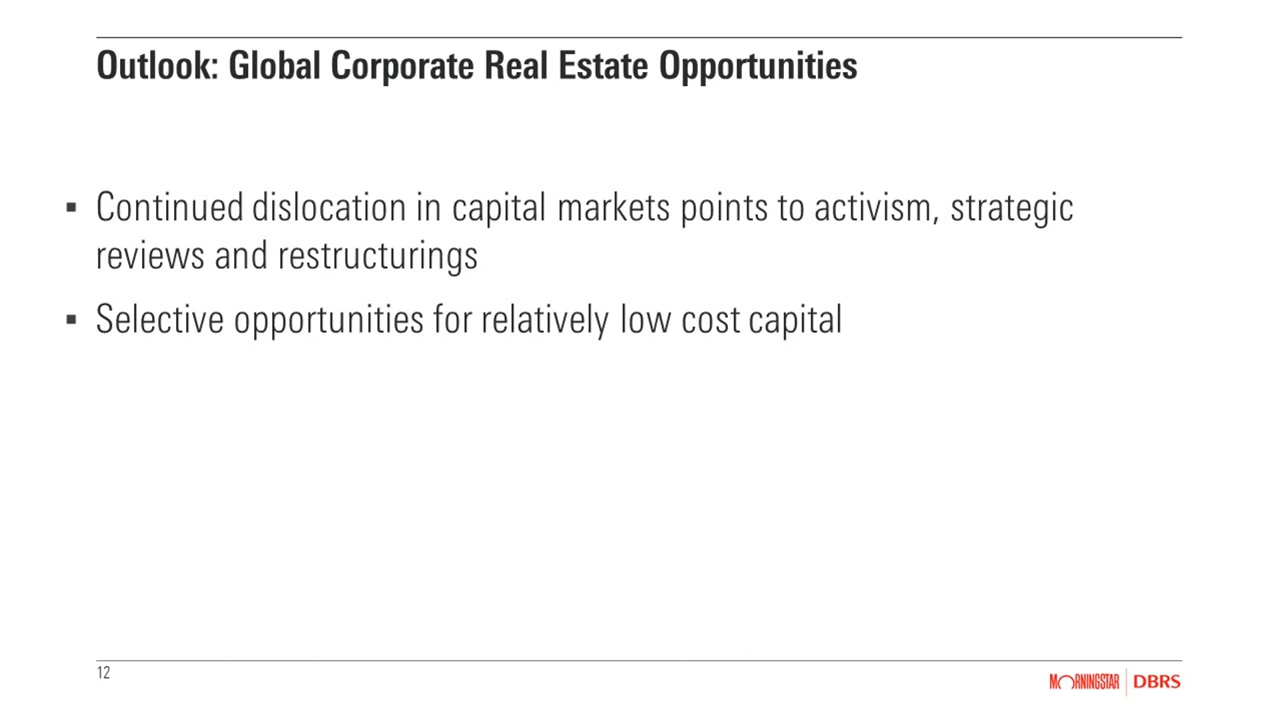 Outlook: Global Corporate Real Estate Opportunities
▪ Continued dislocation in capital markets points to activism, strategic
reviews and restructurings
▪ Selective opportunities for relatively low cost capital
12
MORNINGSTAR | DBRS